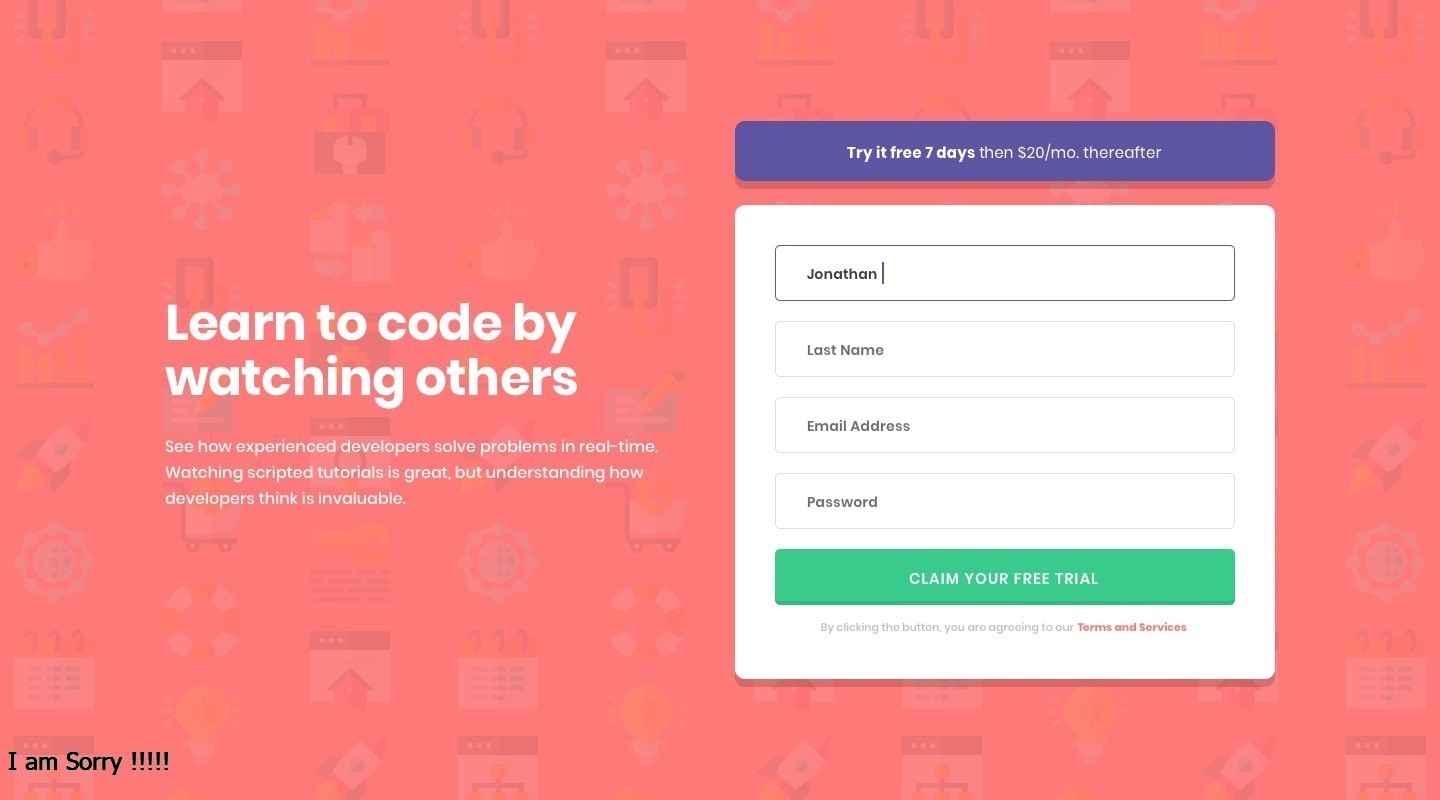 Learn to code by
watching others
See how experienced developers solve problems in real-time.
Watching scripted tutorials is great, but understanding how
developers think is invaluable.
Try it free 7 days then $20/mo. thereafter
Jonathan
Last Name
Email Address
Password
CLAIM YOUR FREE TRIAL
By clicking the button, you are agreeing to our Terms and Services
I am Sorry !!!!!